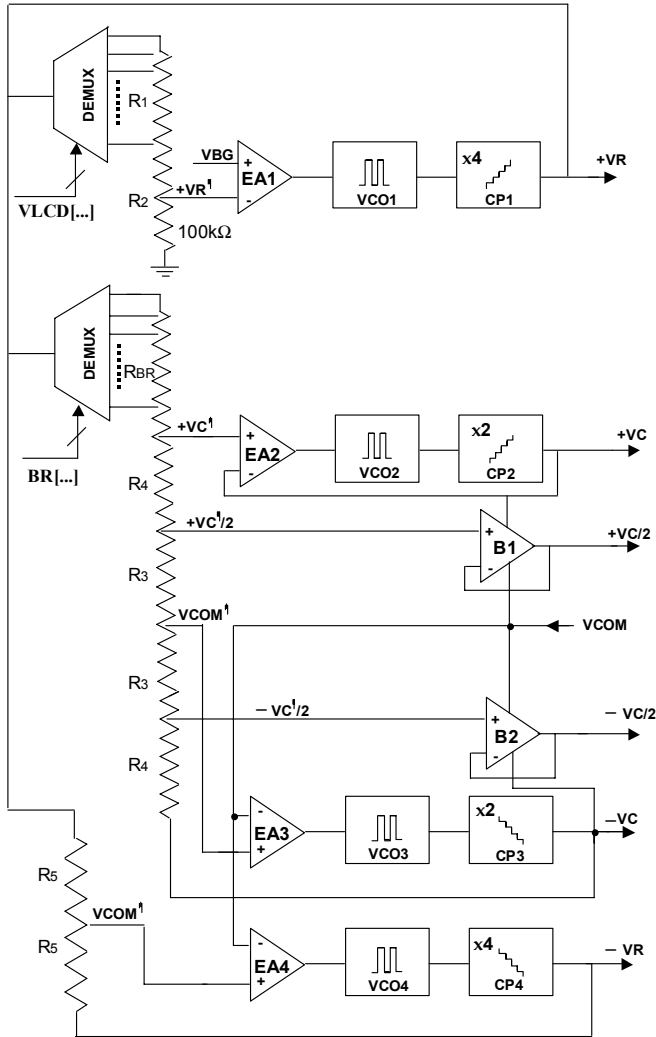 DEMUX
R1
VLCD[...]
R2
100kΩ
VBG
+VR'
+
-
EA1
VCO1
x4
CP1
+VR
DEMUX
RBR
BR[...]
+VC'
+
-
EA2
VCO2
x2
CP2
+VC
R4
+VC'/2
+
-
B1
+VC/2
R3
VCOM'
VCOM
R3
− VC'/2
+
-
B2
− VC/2
R4
-
+
EA3
VCO3
x2
CP3
−VC
R5
VCOM'
R5
-
+
EA4
VCO4
x4
CP4
− VR